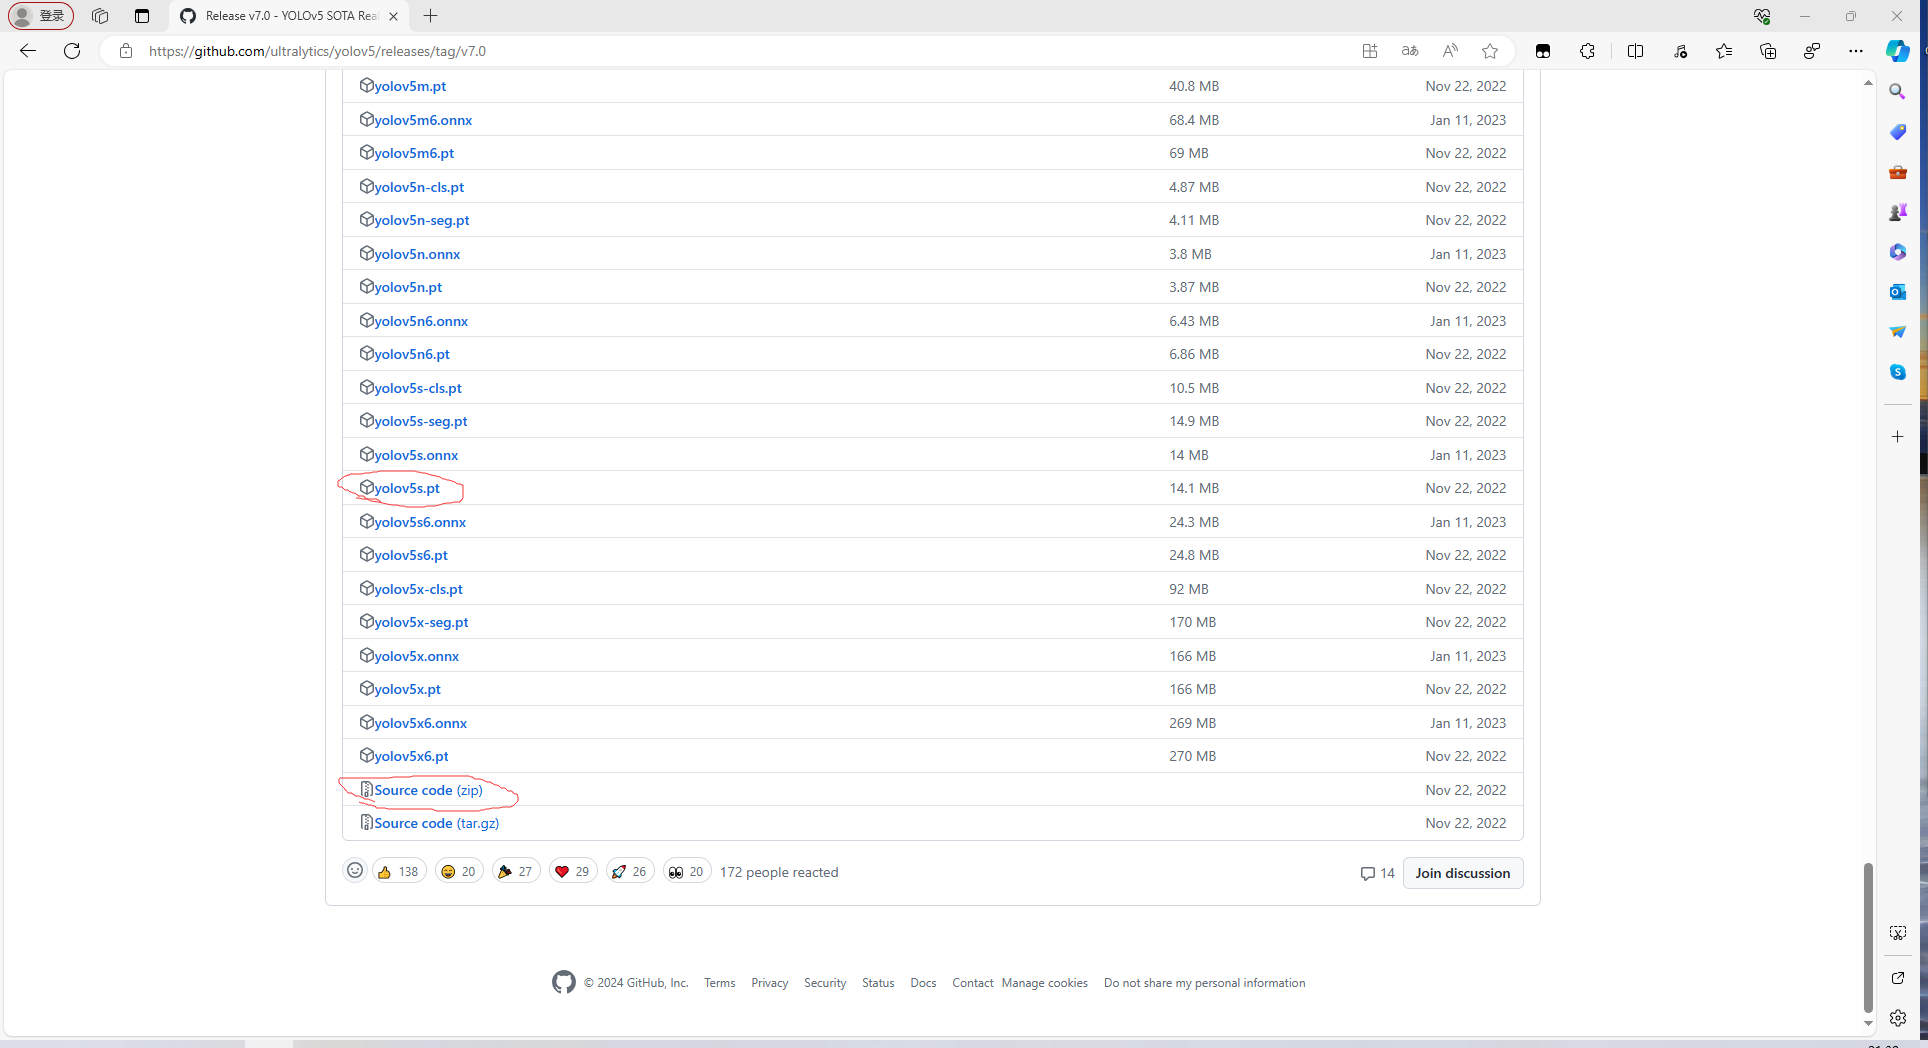 登录
Release v7.0 - YOLOv5 SOTA Real
https://github.com/ultralytics/yolov5/releases/tag/v7.0
yolov5m.pt 40.8 MB Nov 22, 2022
yolov5m6.onnx 68.4 MB Jan 11, 2023
yolov5m6.pt 69 MB Nov 22, 2022
yolov5n-cls.pt 4.87 MB Nov 22, 2022
yolov5n-seg.pt 4.11 MB Nov 22, 2022
yolov5n.onnx 3.8 MB Jan 11, 2023
yolov5n.pt 3.87 MB Nov 22, 2022
yolov5n6.onnx 6.43 MB Jan 11, 2023
yolov5n6.pt 6.86 MB Nov 22, 2022
yolov5s-cls.pt 10.5 MB Nov 22, 2022
yolov5s-seg.pt 14.9 MB Nov 22, 2022
yolov5s.onnx 14 MB Jan 11, 2023
yolov5s.pt 14.1 MB Nov 22, 2022
yolov5s6.onnx 24.3 MB Jan 11, 2023
yolov5s6.pt 24.8 MB Nov 22, 2022
yolov5x-cls.pt 92 MB Nov 22, 2022
yolov5x-seg.pt 170 MB Nov 22, 2022
yolov5x.onnx 166 MB Jan 11, 2023
yolov5x.pt 166 MB Nov 22, 2022
yolov5x6.onnx 269 MB Jan 11, 2023
yolov5x6.pt 270 MB Nov 22, 2022
Source code (zip) Nov 22, 2022
Source code (tar.gz) Nov 22, 2022
138 20 27 29 26 20 172 people reacted 14 Join discussion
© 2024 GitHub, Inc. Terms Privacy Security Status Docs Contact Manage cookies Do not share my personal information